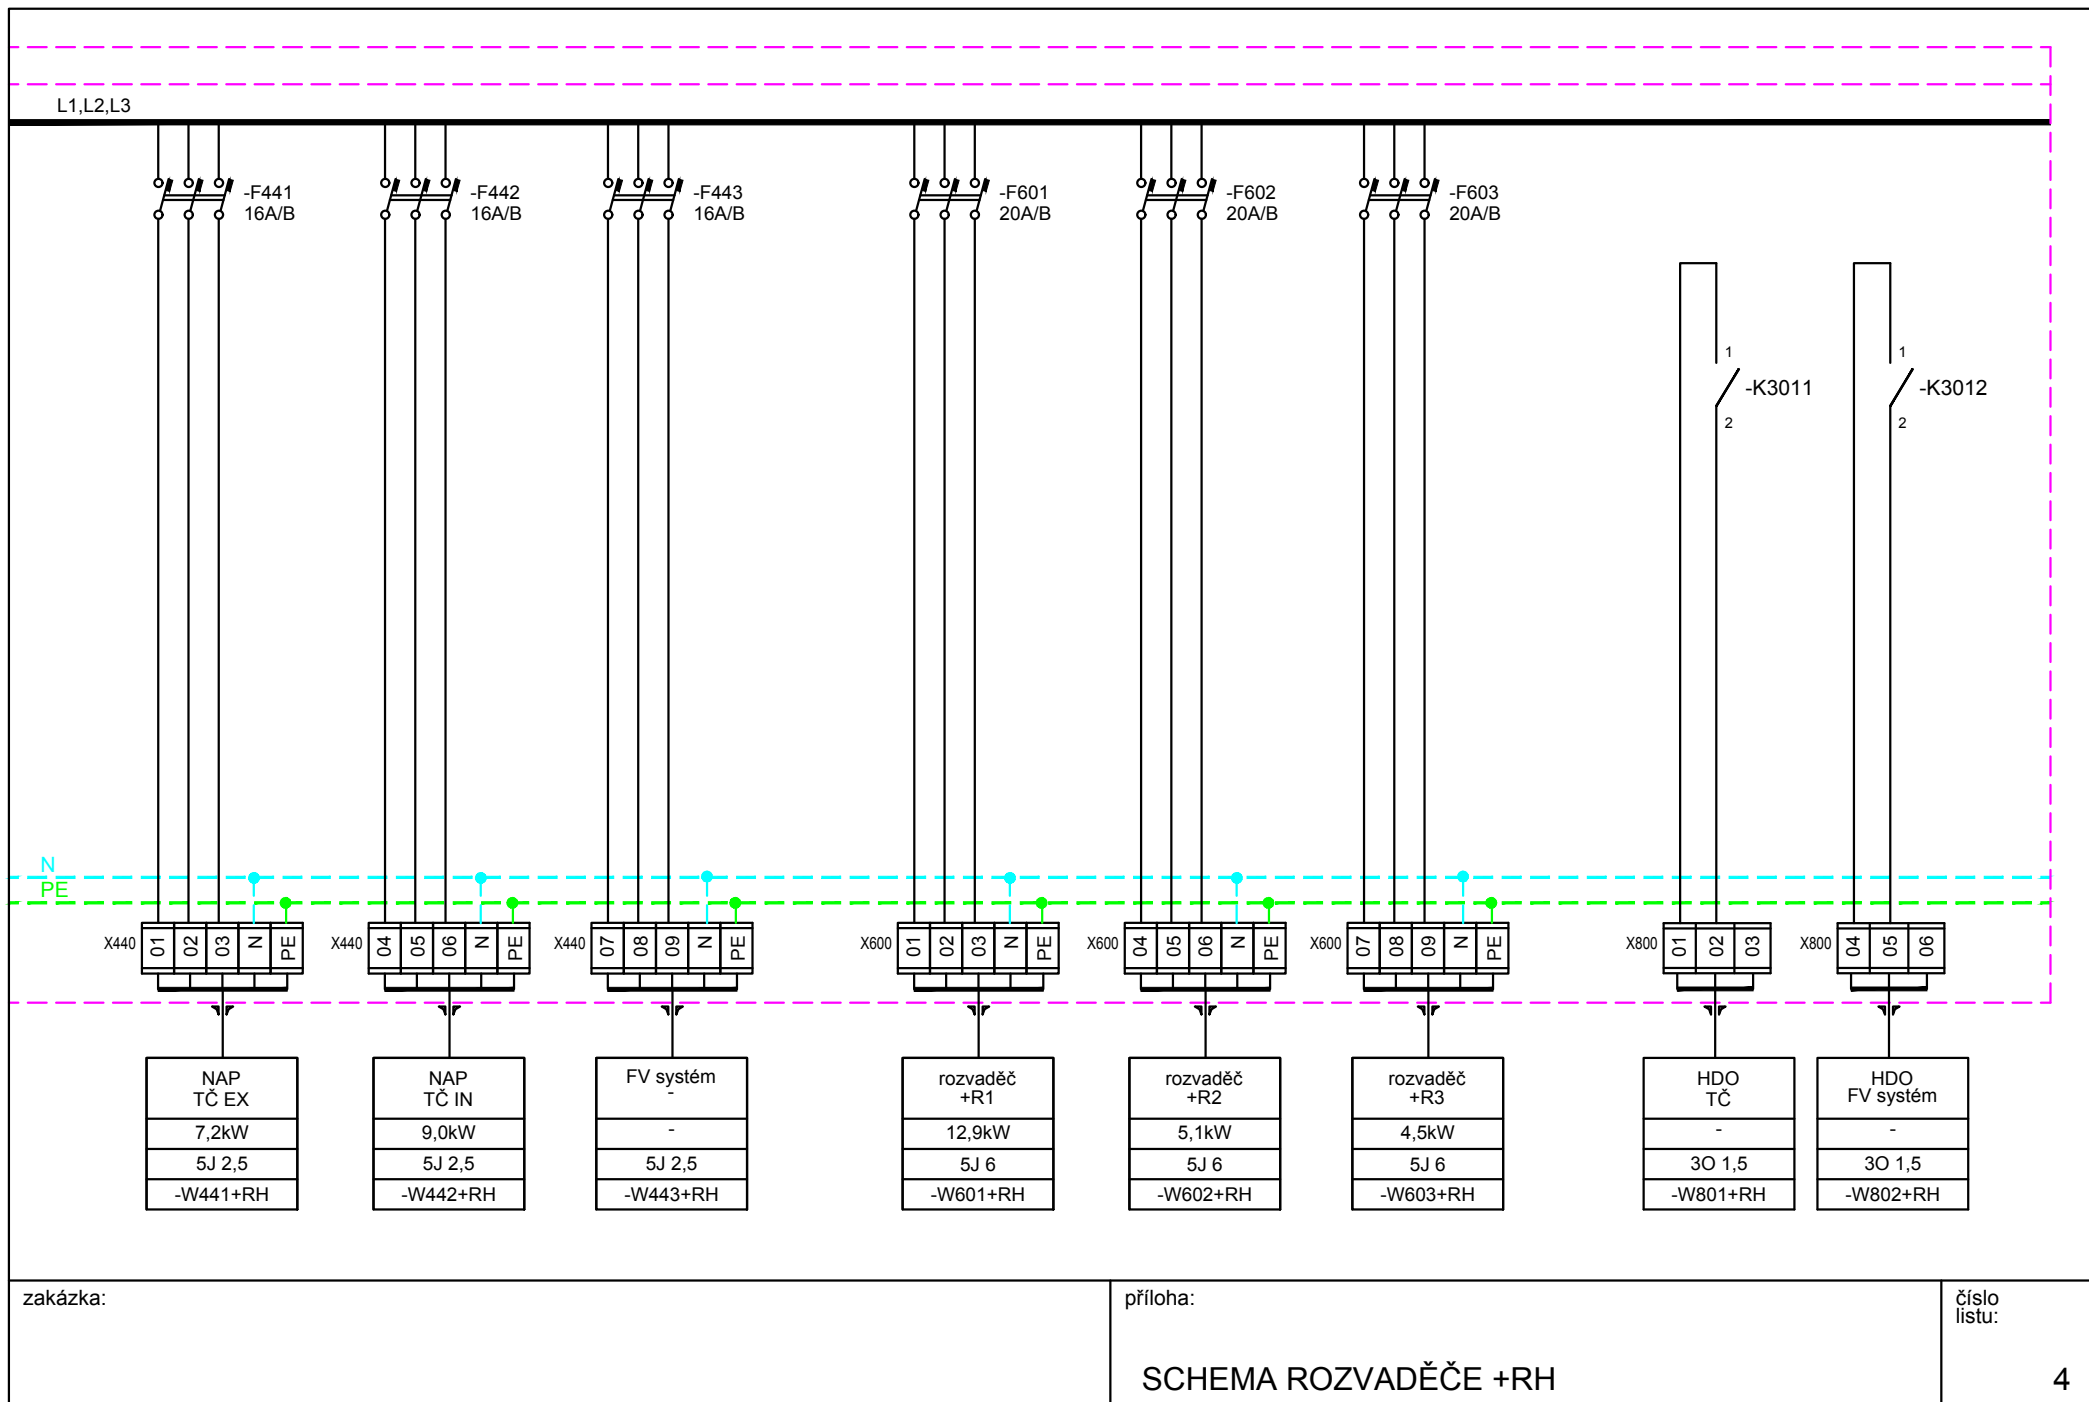 L1,L2,L3
-F441
16A/B
-F442
16A/B
-F443
16A/B
-F601
20A/B
-F602
20A/B
-F603
20A/B
1
-K3011
2
1
-K3012
2
N
PE
X440 01 02 03 N PE
X440 04 05 06 N PE
X440 07 08 09 N PE
X600 01 02 03 N PE
X600 04 05 06 N PE
X600 07 08 09 N PE
X800 01 02 03
X800 04 05 06
NAP
TČ EX
7,2kW
5J 2,5
-W441+RH
NAP
TČ IN
9,0kW
5J 2,5
-W442+RH
FV systém
-
-
5J 2,5
-W443+RH
rozvaděč
+R1
12,9kW
5J 6
-W601+RH
rozvaděč
+R2
5,1kW
5J 6
-W602+RH
rozvaděč
+R3
4,5kW
5J 6
-W603+RH
HDO
TČ
-
3O 1,5
-W801+RH
HDO
FV systém
-
3O 1,5
-W802+RH
zakázka:
příloha:
SCHEMA ROZVADĚČE +RH
číslo
listu:
4